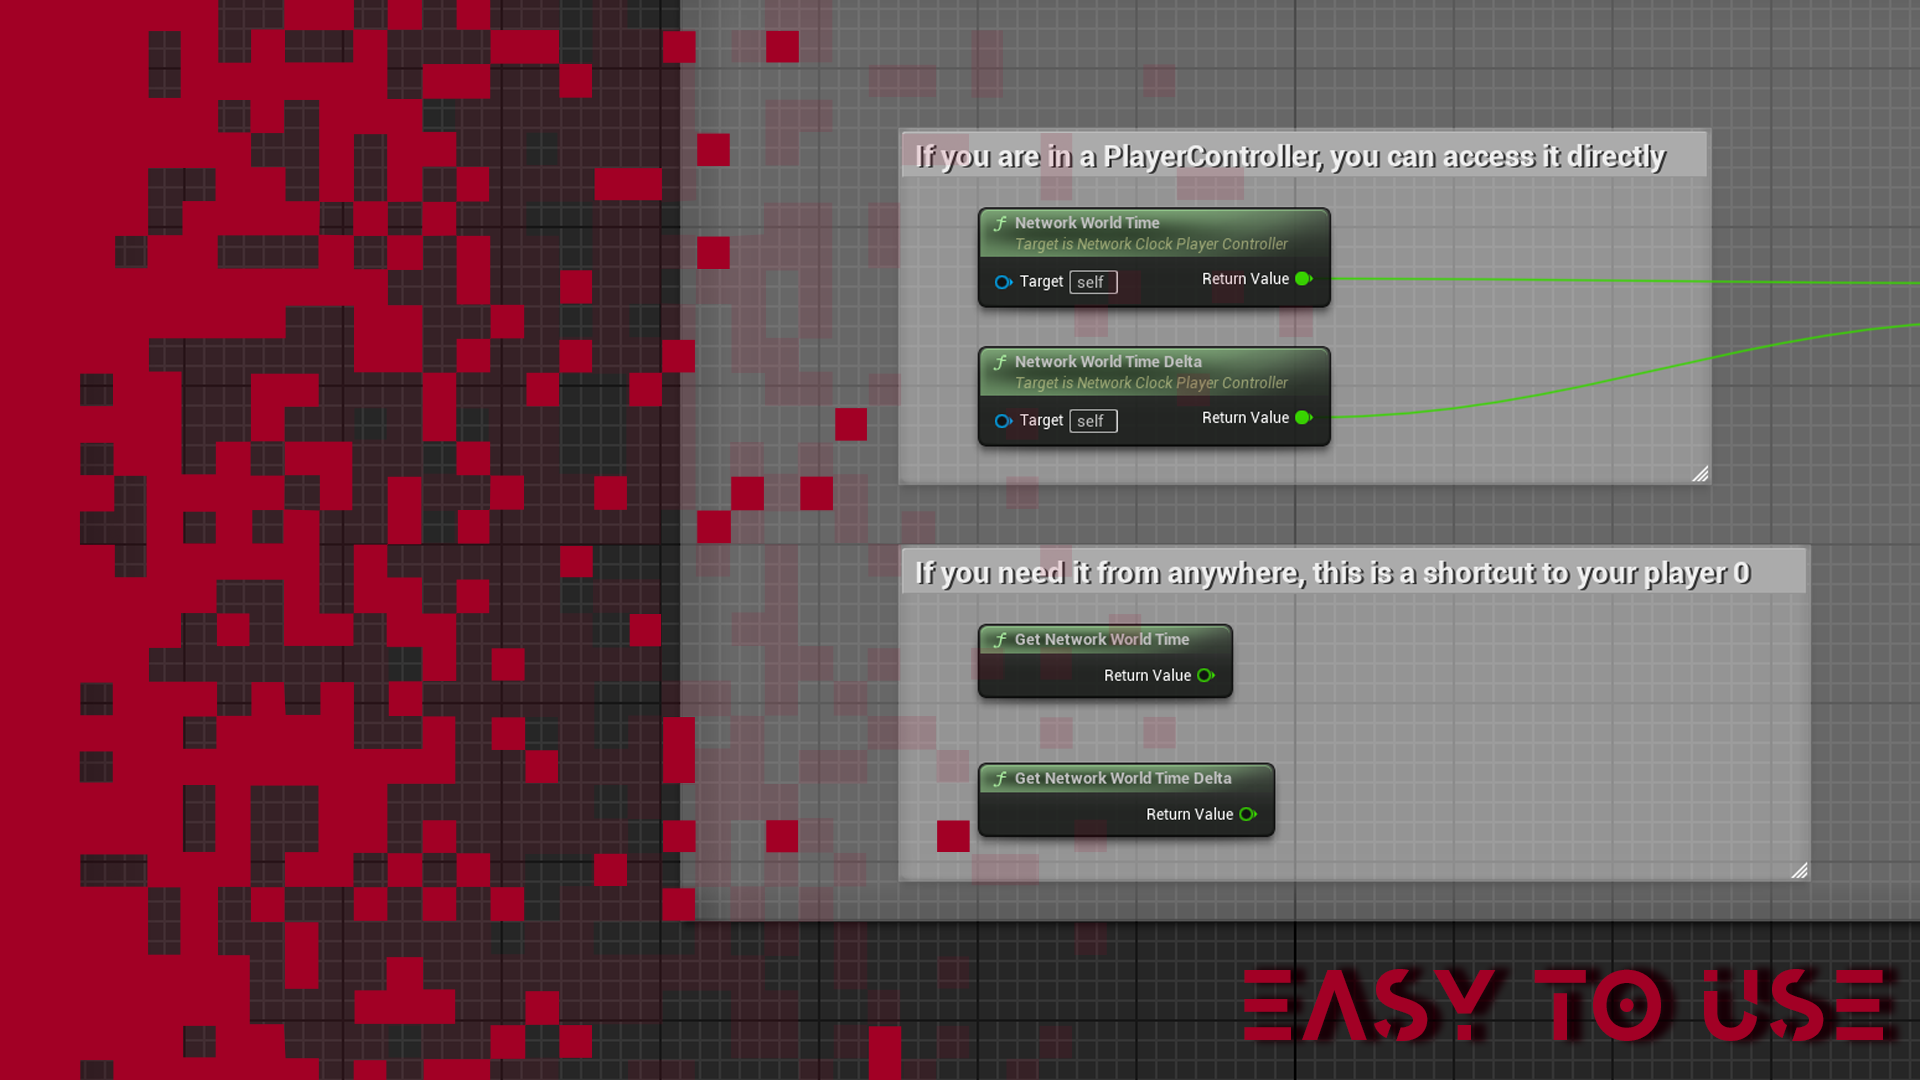 If you are in a PlayerController, you can access it directly
f Network World Time
Target is Network Clock Player Controller
Target self Return Value
f Network World Time Delta
Target is Network Clock Player Controller
Target self Return Value
If you need it from anywhere, this is a shortcut to your player 0
f Get Network World Time
Return Value
f Get Network World Time Delta
Return Value
EASY TO USE